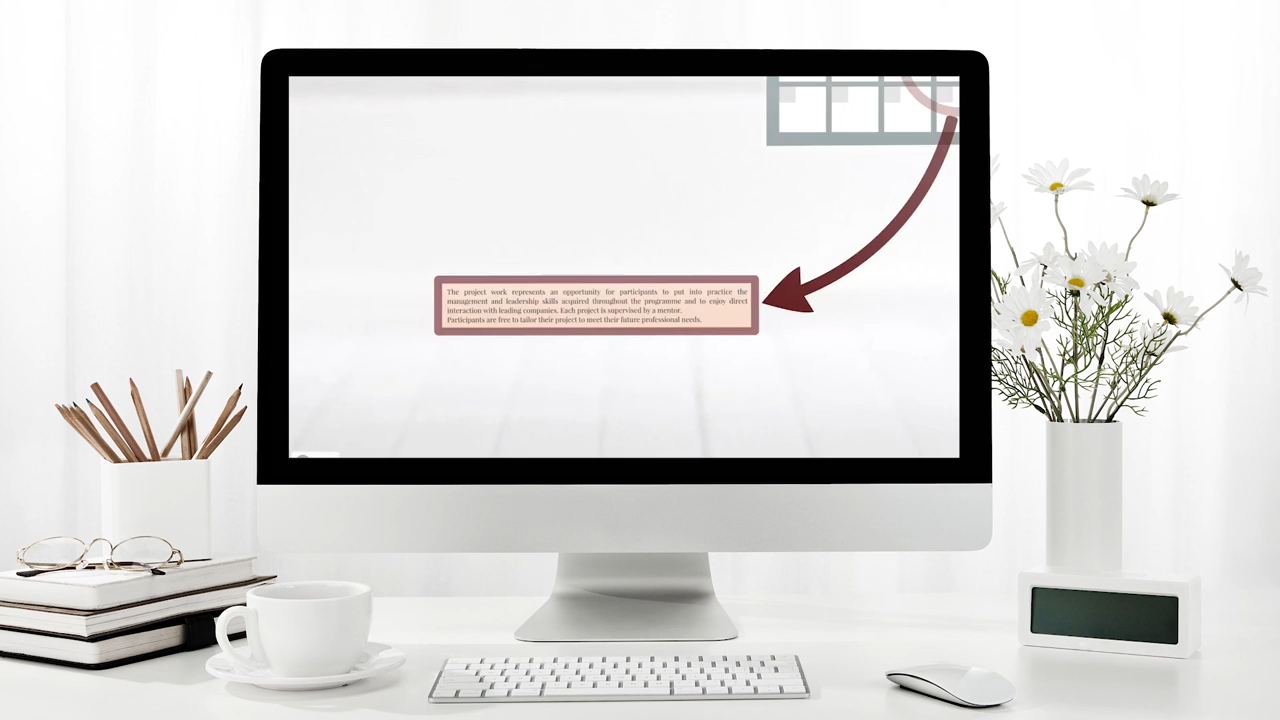 The project work represents an opportunity for participants to put into practice the
management and leadership skills acquired throughout the programme and to enjoy direct
interaction with leading companies. Each project is supervised by a mentor.
Participants are free to tailor their project to meet their future professional needs.